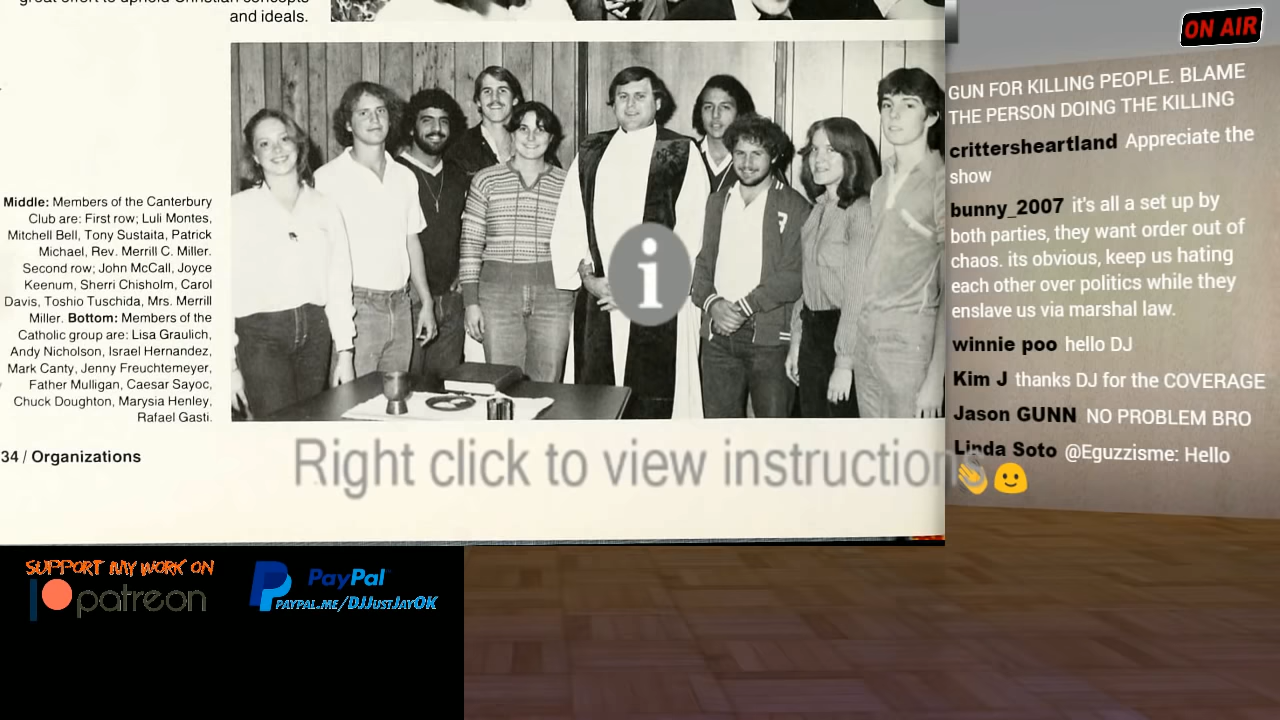 great effort to uphold Christian concepts
and ideals.
Middle: Members of the Canterbury
Club are: First row; Luli Montes,
Mitchell Bell, Tony Sustaita, Patrick
Michael, Rev. Merrill C. Miller.
Second row; John McCall, Joyce
Keenum, Sherri Chisholm, Carol
Davis, Toshio Tuschida, Mrs. Merrill
Miller. Bottom: Members of the
Catholic group are: Lisa Graulich,
Andy Nicholson, Israel Hernandez,
Mark Canty, Jenny Freuchtemeyer,
Father Mulligan, Caesar Sayoc,
Chuck Doughton, Marysia Henley,
Rafael Gasti.
34 / Organizations
i
Right click to view instructions
SUPPORT MY WORK ON
patreon
PayPal
PAYPAL.ME/DJJUSTJAYOK
ON AIR
GUN FOR KILLING PEOPLE. BLAME
THE PERSON DOING THE KILLING
crittersheartland Appreciate the
show
bunny_2007 it's all a set up by
both parties, they want order out of
chaos. its obvious, keep us hating
each other over politics while they
enslave us via marshal law.
winnie poo hello DJ
Kim J thanks DJ for the COVERAGE
Jason GUNN NO PROBLEM BRO
Linda Soto @Eguzzisme: Hello
👋🙂